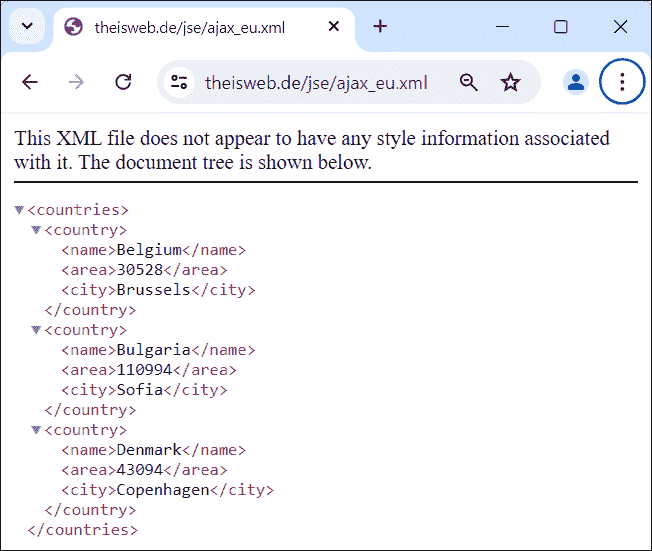 theisweb.de/jse/ajax_eu.xml
theisweb.de/jse/ajax_eu.xml
This XML file does not appear to have any style information associated
with it. The document tree is shown below.
<countries>
<country>
<name>Belgium</name>
<area>30528</area>
<city>Brussels</city>
</country>
<country>
<name>Bulgaria</name>
<area>110994</area>
<city>Sofia</city>
</country>
<country>
<name>Denmark</name>
<area>43094</area>
<city>Copenhagen</city>
</country>
</countries>